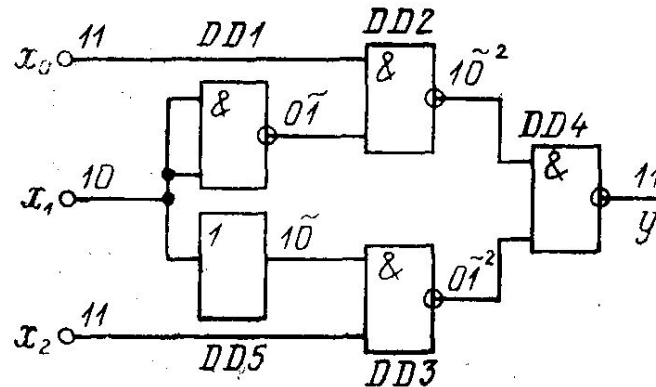 11 DD1 DD2
x₀ & 10̃²
& 01̃ DD4
10 & 11
x₁ y
1 10̃ & 01̃²
11
x₂ DD5 DD3